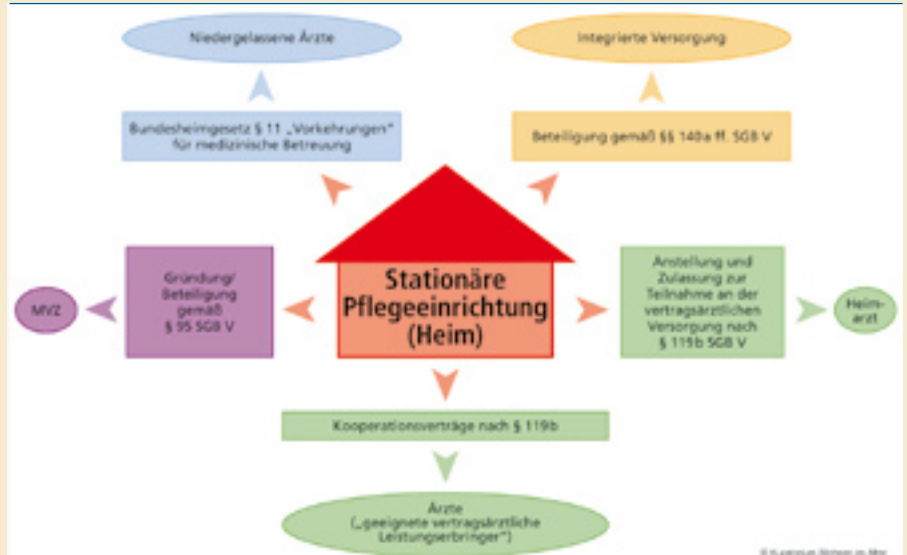 Niedergelassene Ärzte
Integrierte Versorgung
Bundesheimgesetz § 11 „Vorkehrungen“
für medizinische Betreuung
Beteiligung gemäß §§ 140a ff. SGB V
Gründung/
Beteiligung
gemäß
§ 95 SGB V
MVZ
Stationäre
Pflegeeinrichtung
(Heim)
Anstellung und
Zulassung zur
Teilnahme an der
vertragsärztlichen
Versorgung nach
§ 119b SGB V
Heim-
arzt
Kooperationsverträge nach § 119b
Ärzte
(„geeignete vertragsärztliche
Leistungserbringer“)